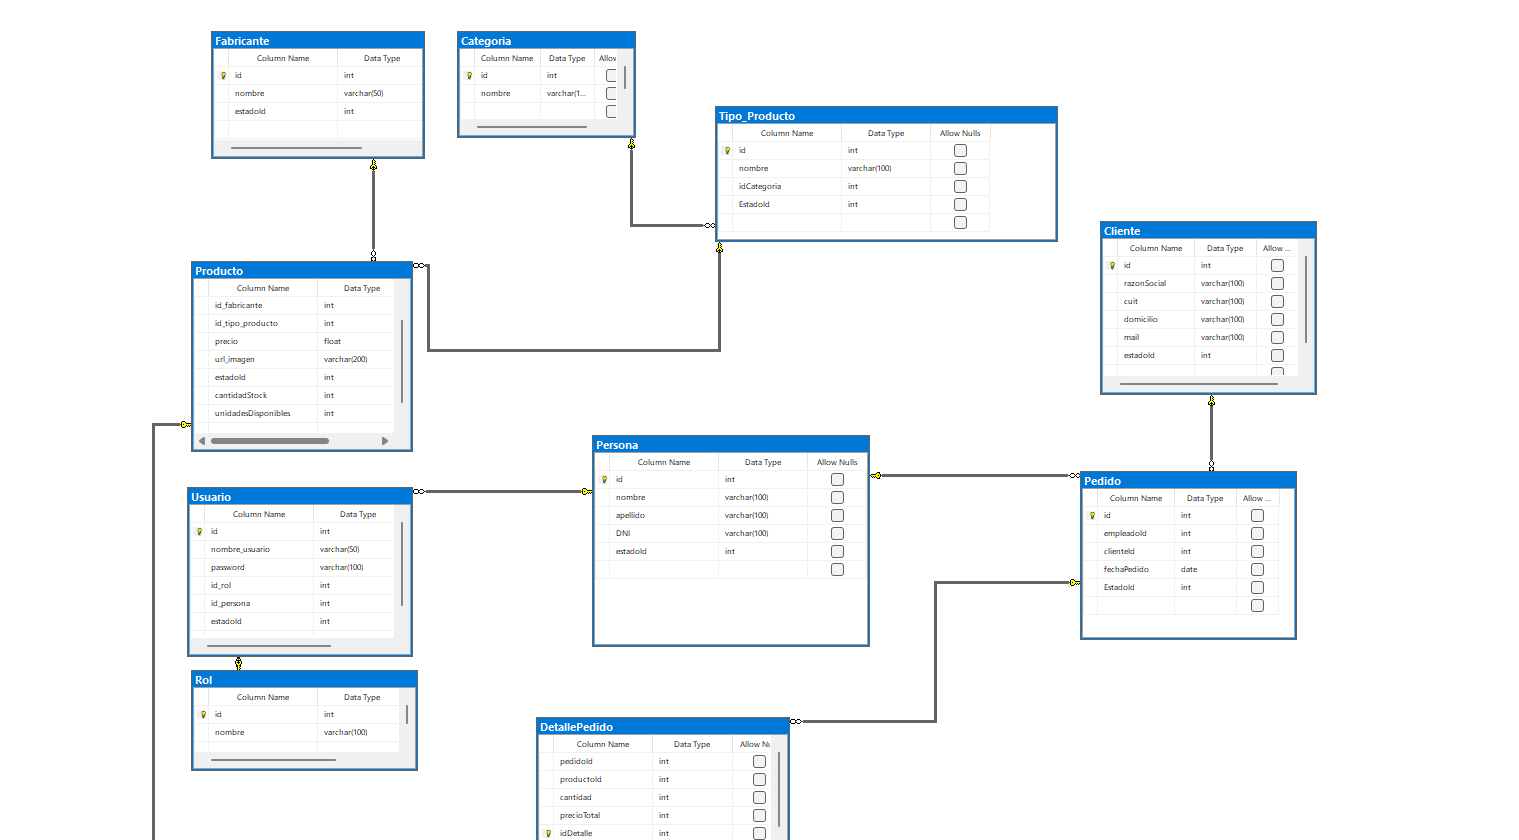 Fabricante
Column Name Data Type
id int
nombre varchar(50)
estadoId int
Categoria
Column Name Data Type Allov
id int
nombre varchar(1...
Tipo_Producto
Column Name Data Type Allow Nulls
id int
nombre varchar(100)
idCategoria int
EstadoId int
Cliente
Column Name Data Type Allow ...
id int
razonSocial varchar(100)
cuit varchar(100)
domicilio varchar(100)
mail varchar(100)
estadoId int
Producto
Column Name Data Type
id_fabricante int
id_tipo_producto int
precio float
url_imagen varchar(200)
estadoId int
cantidadStock int
unidadesDisponibles int
Persona
Column Name Data Type Allow Nulls
id int
nombre varchar(100)
apellido varchar(100)
DNI varchar(100)
estadoId int
Pedido
Column Name Data Type Allow ...
id int
empleadoId int
clienteId int
fechaPedido date
EstadoId int
Usuario
Column Name Data Type
id int
nombre_usuario varchar(50)
password varchar(100)
id_rol int
id_persona int
estadoId int
Rol
Column Name Data Type
id int
nombre varchar(100)
DetallePedido
Column Name Data Type Allow Nu
pedidoId int
productoId int
cantidad int
precioTotal int
idDetalle int